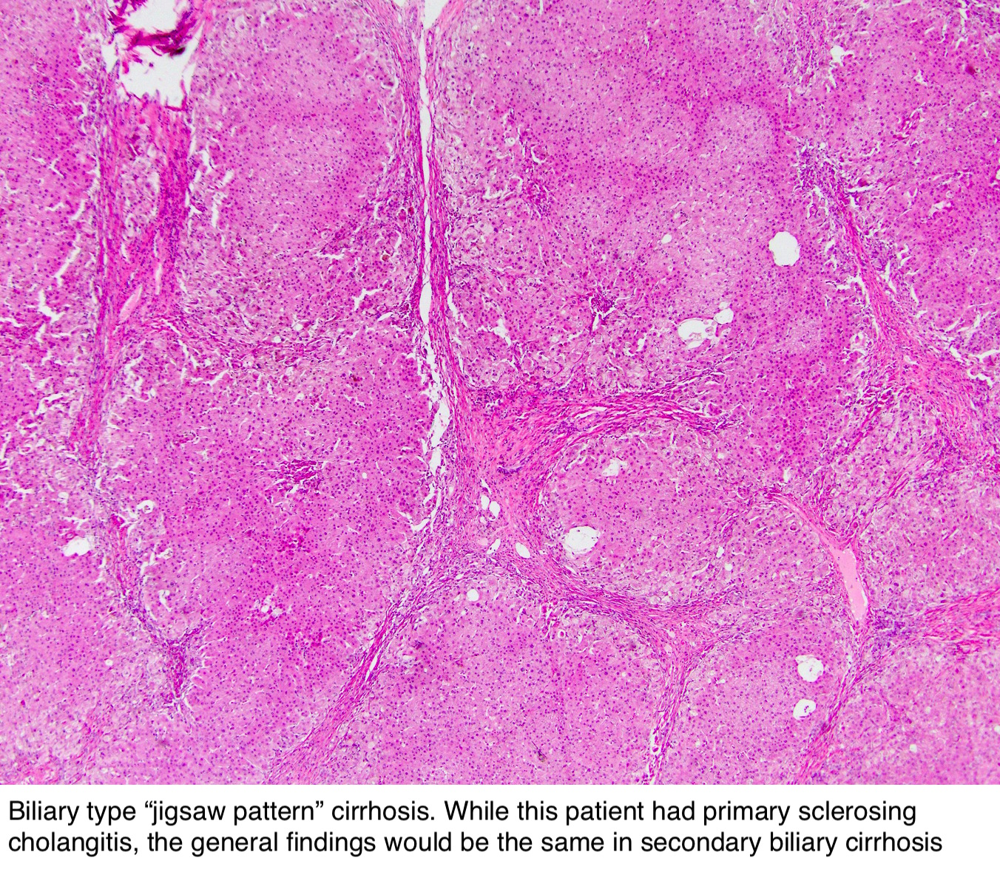 Biliary type “jigsaw pattern” cirrhosis. While this patient had primary sclerosing
cholangitis, the general findings would be the same in secondary biliary cirrhosis